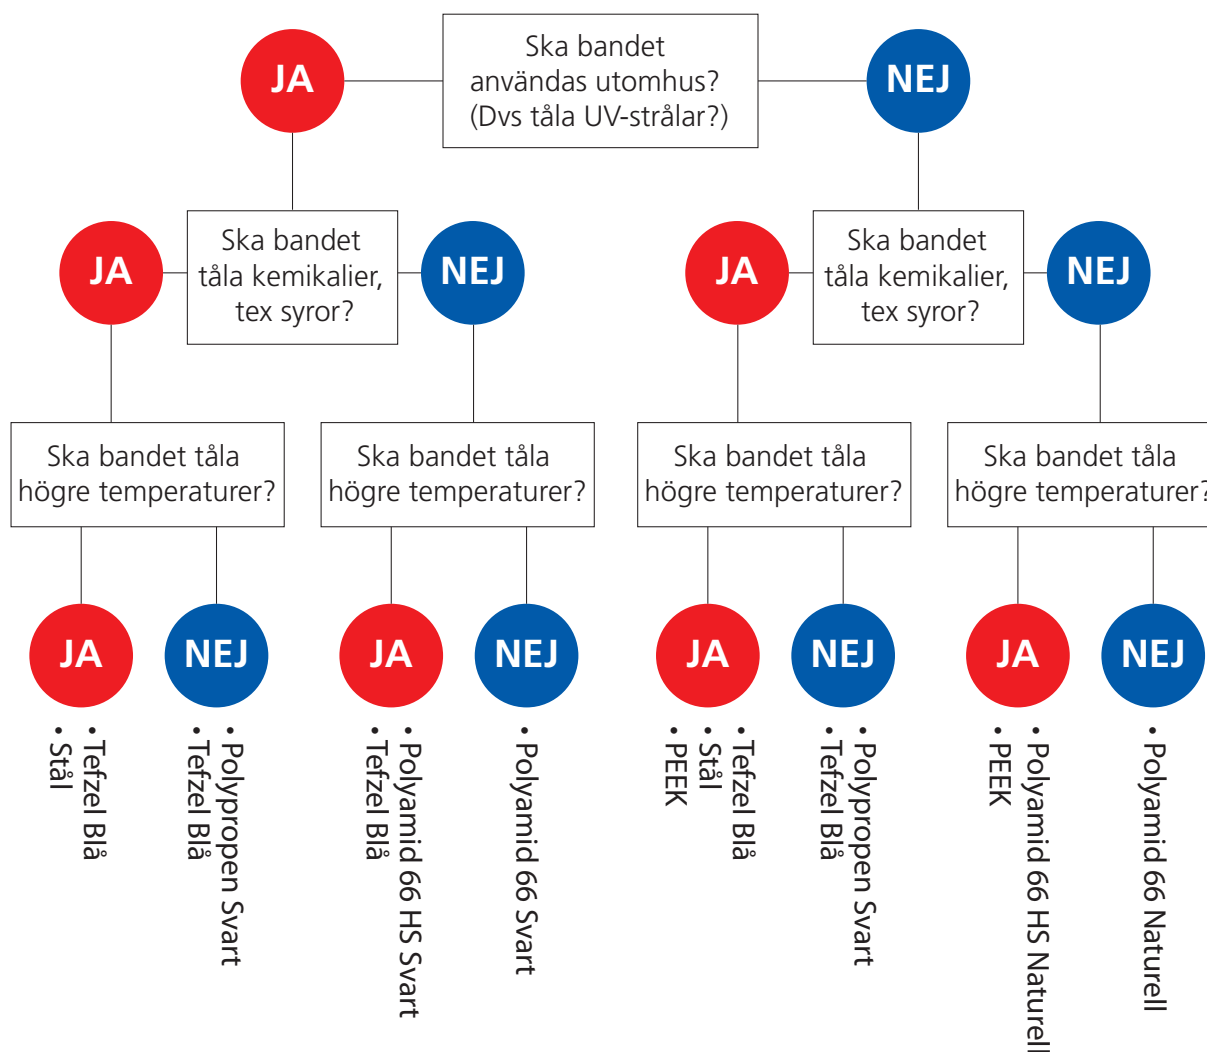 JA
Ska bandet
användas utomhus?
(Dvs tåla UV-strålar?)
NEJ
JA
Ska bandet
tåla kemikalier,
tex syror?
NEJ
JA
Ska bandet
tåla kemikalier,
tex syror?
NEJ
Ska bandet tåla
högre temperaturer?
Ska bandet tåla
högre temperaturer?
Ska bandet tåla
högre temperaturer?
Ska bandet tåla
högre temperaturer?
JA
NEJ
JA
NEJ
JA
NEJ
JA
NEJ
• Tefzel Blå
• Stål
• Polypropen Svart
• Tefzel Blå
• Polyamid 66 HS Svart
• Tefzel Blå
• Polyamid 66 Svart
• Tefzel Blå
• Stål
• PEEK
• Polypropen Svart
• Tefzel Blå
• Polyamid 66 HS Naturell
• PEEK
• Polyamid 66 Naturell